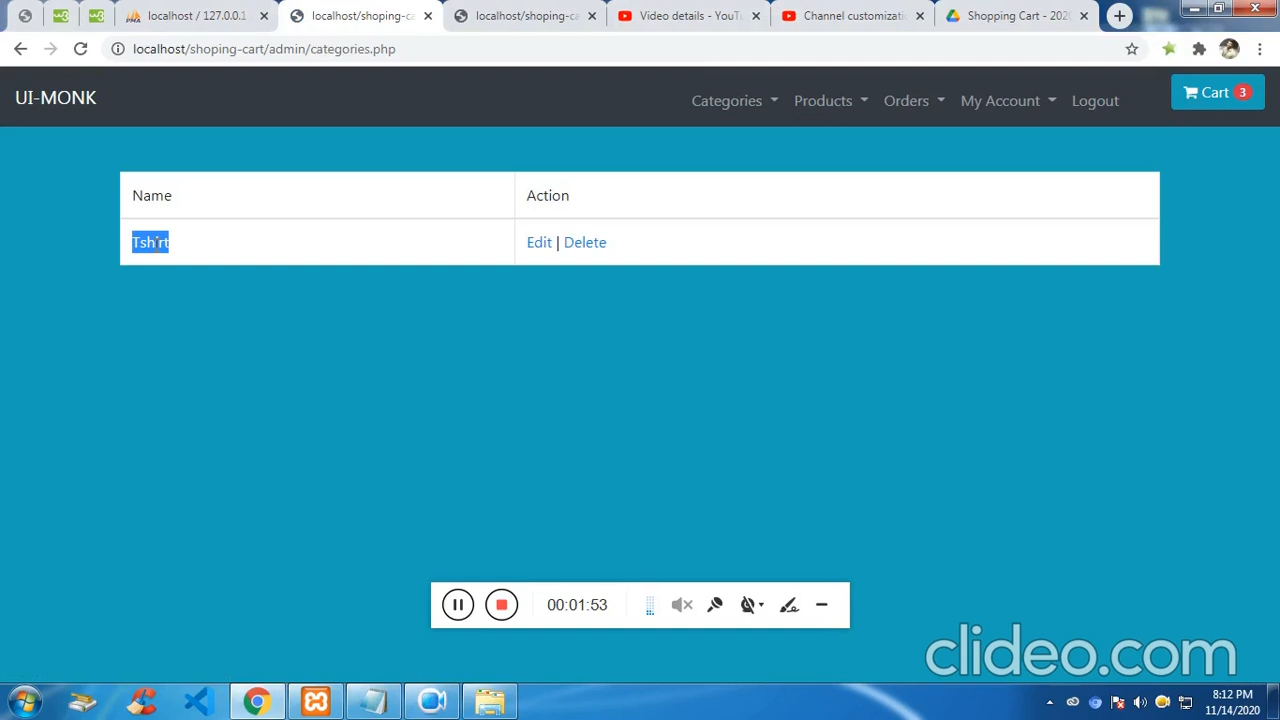 localhost / 127.0.0.1
localhost/shoping-ca
localhost/shoping-ca
Video details - YouTu
Channel customizati
Shopping Cart - 2020
localhost/shoping-cart/admin/categories.php
UI-MONK
Categories
Products
Orders
My Account
Logout
Cart 3
Name
Action
Tshirt
Edit | Delete
00:01:53
clideo.com
8:12 PM
11/14/2020